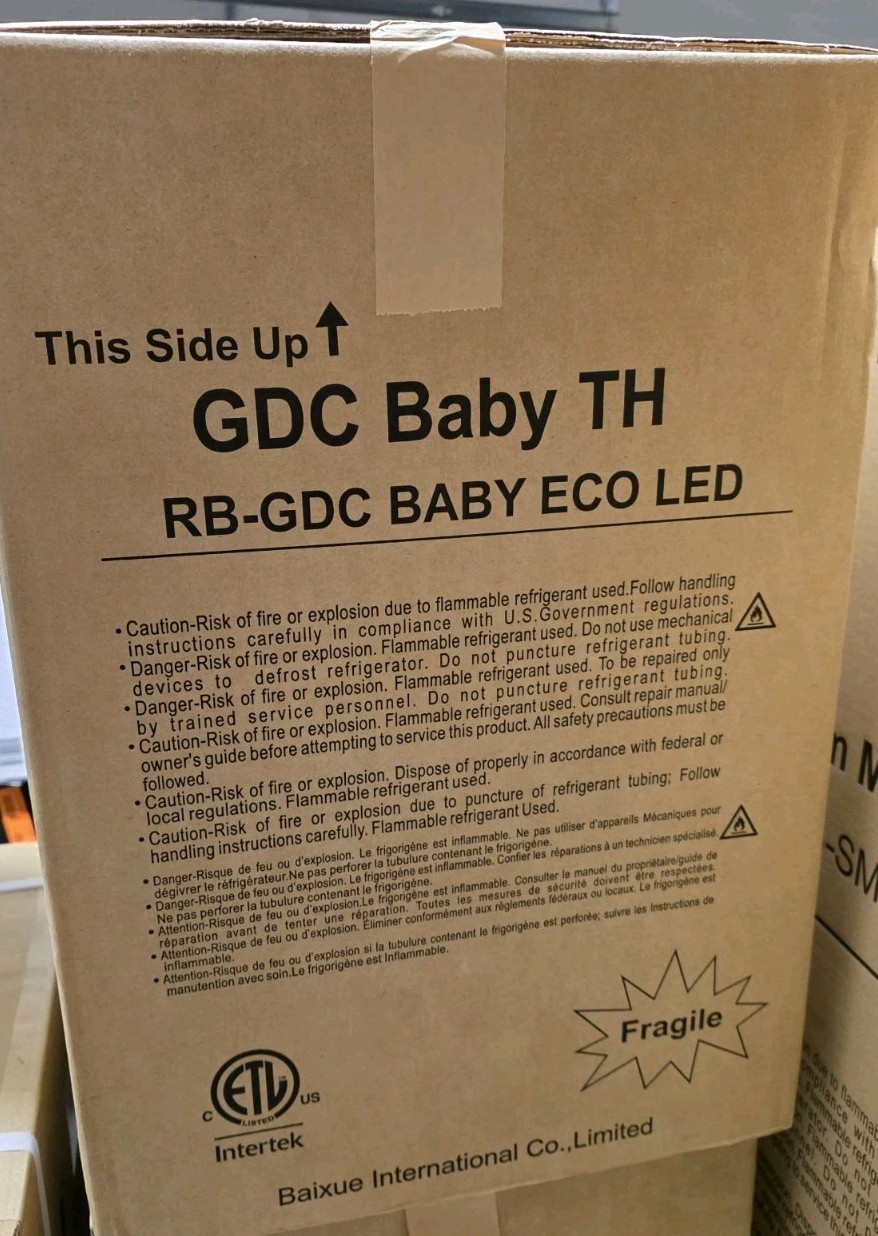 This Side Up
GDC Baby TH
RB-GDC BABY ECO LED
• Caution-Risk of fire or explosion due to flammable refrigerant used.Follow handling
instructions carefully in compliance with U.S.Government regulations.
• Danger-Risk of fire or explosion. Flammable refrigerant used. Do not use mechanical
devices to defrost refrigerator. Do not puncture refrigerant tubing.
• Danger-Risk of fire or explosion. Flammable refrigerant used. To be repaired only
by trained service personnel. Do not puncture refrigerant tubing.
• Caution-Risk of fire or explosion. Flammable refrigerant used. Consult repair manual/
owner's guide before attempting to service this product. All safety precautions must be
followed.
• Caution-Risk of fire or explosion. Dispose of properly in accordance with federal or
local regulations. Flammable refrigerant used.
• Caution-Risk of fire or explosion due to puncture of refrigerant tubing; Follow
handling instructions carefully. Flammable refrigerant Used.
• Danger-Risque de feu ou d'explosion. Le frigorigène est inflammable. Ne pas utiliser d'appareils Mécaniques pour
dégivrer le réfrigérateur.Ne pas perforer la tubulure contenant le frigorigène.
• Danger-Risque de feu ou d'explosion. Le frigorigène est inflammable. Confier les réparations à un technicien spécialisé.
Ne pas perforer la tubulure contenant le frigorigène.
• Attention-Risque de feu ou d'explosion.Le frigorigène est inflammable. Consulter le manuel du propriétaire/guide de
réparation avant de tenter une réparation. Toutes les mesures de sécurité doivent être respectées.
• Attention-Risque de feu ou d'explosion. Éliminer conformément aux règlements fédéraux ou locaux. Le frigorigène est
inflammable.
• Attention-Risque de feu ou d'explosion si la tubulure contenant le frigorigène est perforée; suivre les Instructions de
manutention avec soin.Le frigorigène est Inflammable.
Fragile
ETL
LISTED
C US
Intertek
Baixue International Co.,Limited